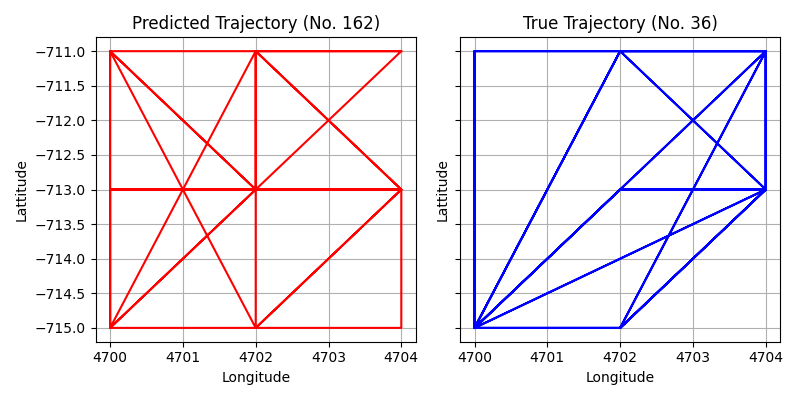 Predicted Trajectory (No. 162)
True Trajectory (No. 36)
−711.0
−711.5
−712.0
−712.5
−713.0
−713.5
−714.0
−714.5
−715.0
Lattitude
Lattitude
4700 4701 4702 4703 4704
4700 4701 4702 4703 4704
Longitude
Longitude